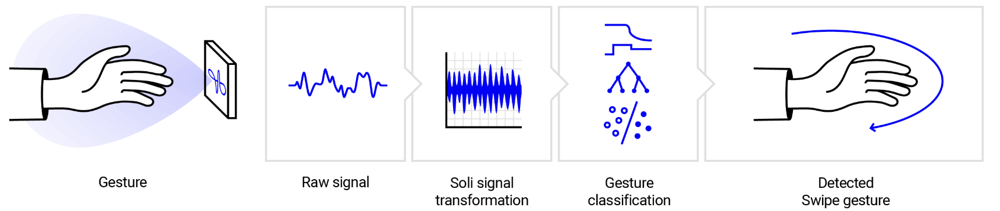 Gesture
Raw signal
Soli signal
transformation
Gesture
classification
Detected
Swipe gesture